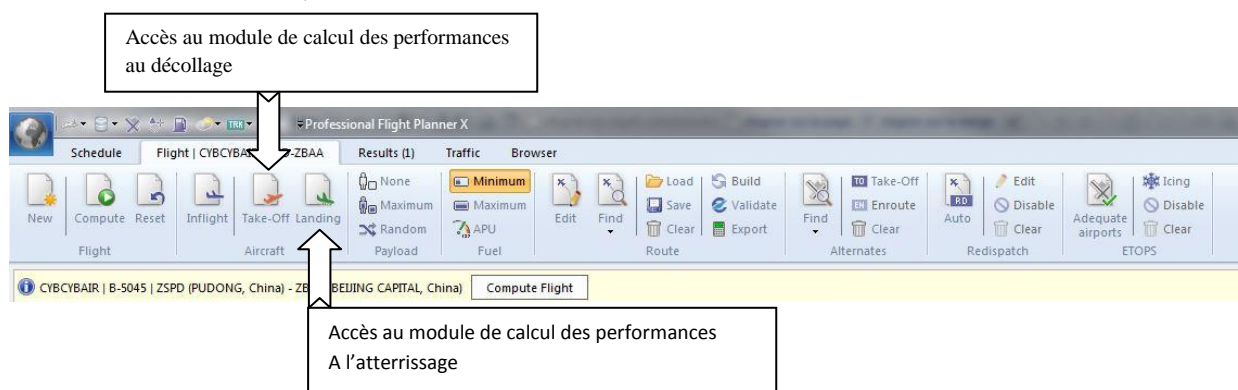 Accès au module de calcul des performances
au décollage
Professional Flight Planner X
Schedule Flight | CYBCYBA -ZBAA Results (1) Traffic Browser
None Minimum Load Build Take-Off Edit Icing
Maximum Maximum Save Validate Enroute Disable Disable
Random APU Clear Export Clear Clear Clear
New Compute Reset Inflight Take-Off Landing Edit Find Find Auto Adequate airports
Flight Aircraft Payload Fuel Route Alternates Redispatch ETOPS
CYBCYBAIR | B-5045 | ZSPD (PUDONG, China) - ZB BEIJING CAPITAL, China) Compute Flight
Accès au module de calcul des performances
A l'atterrissage